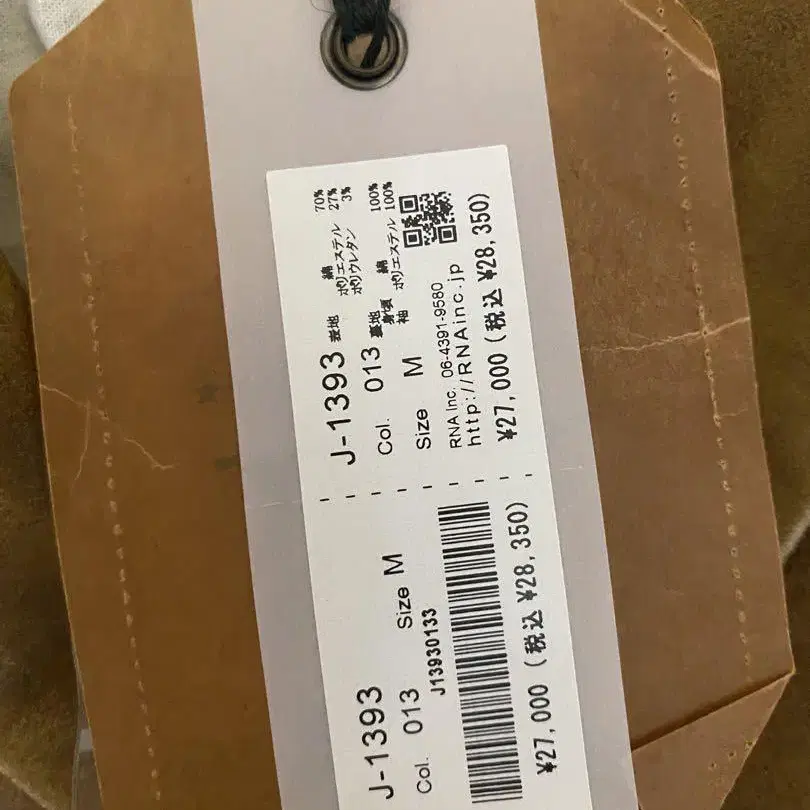 J-1393
Col. 013
Size M
表地 綿 70%
ポリエステル 27%
ポリウレタン 3%
裏地
身頃 綿 100%
袖 ポリエステル 100%
RNA Inc. 06-4391-9580
http://RNAinc.jp
¥27,000(税込 ¥28,350)
J-1393
Col. 013 Size M
J13930133
¥27,000 (税込 ¥28,350)